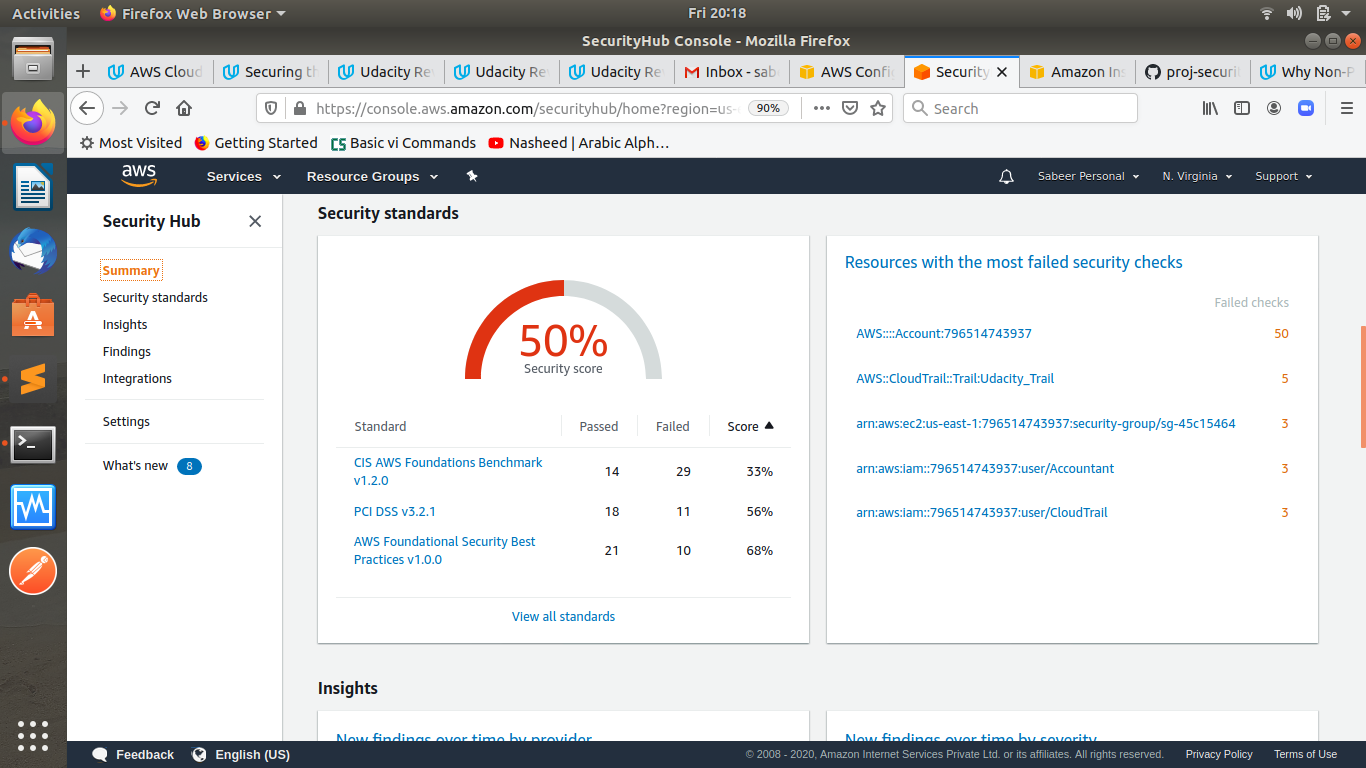 Activities Firefox Web Browser Fri 20:18
SecurityHub Console - Mozilla Firefox
AWS Cloud Securing th Udacity Re Udacity Re Udacity Re Inbox - sab AWS Confi Security Amazon Ins proj-securi Why Non-P
https://console.aws.amazon.com/securityhub/home?region=us- 90% Search
Most Visited Getting Started Basic vi Commands Nasheed | Arabic Alph…
aws Services Resource Groups Sabeer Personal N. Virginia Support
Security Hub
Summary
Security standards
Insights
Findings
Integrations
Settings
What's new 8
Security standards
50%
Security score
Standard Passed Failed Score
CIS AWS Foundations Benchmark
v1.2.0 14 29 33%
PCI DSS v3.2.1 18 11 56%
AWS Foundational Security Best
Practices v1.0.0 21 10 68%
View all standards
Resources with the most failed security checks
Failed checks
AWS::::Account:796514743937 50
AWS::CloudTrail::Trail:Udacity_Trail 5
arn:aws:ec2:us-east-1:796514743937:security-group/sg-45c15464 3
arn:aws:iam::796514743937:user/Accountant 3
arn:aws:iam::796514743937:user/CloudTrail 3
Insights
New findings over time by provider
New findings over time by severity
Feedback English (US) © 2008 - 2020, Amazon Internet Services Private Ltd. or its affiliates. All rights reserved. Privacy Policy Terms of Use